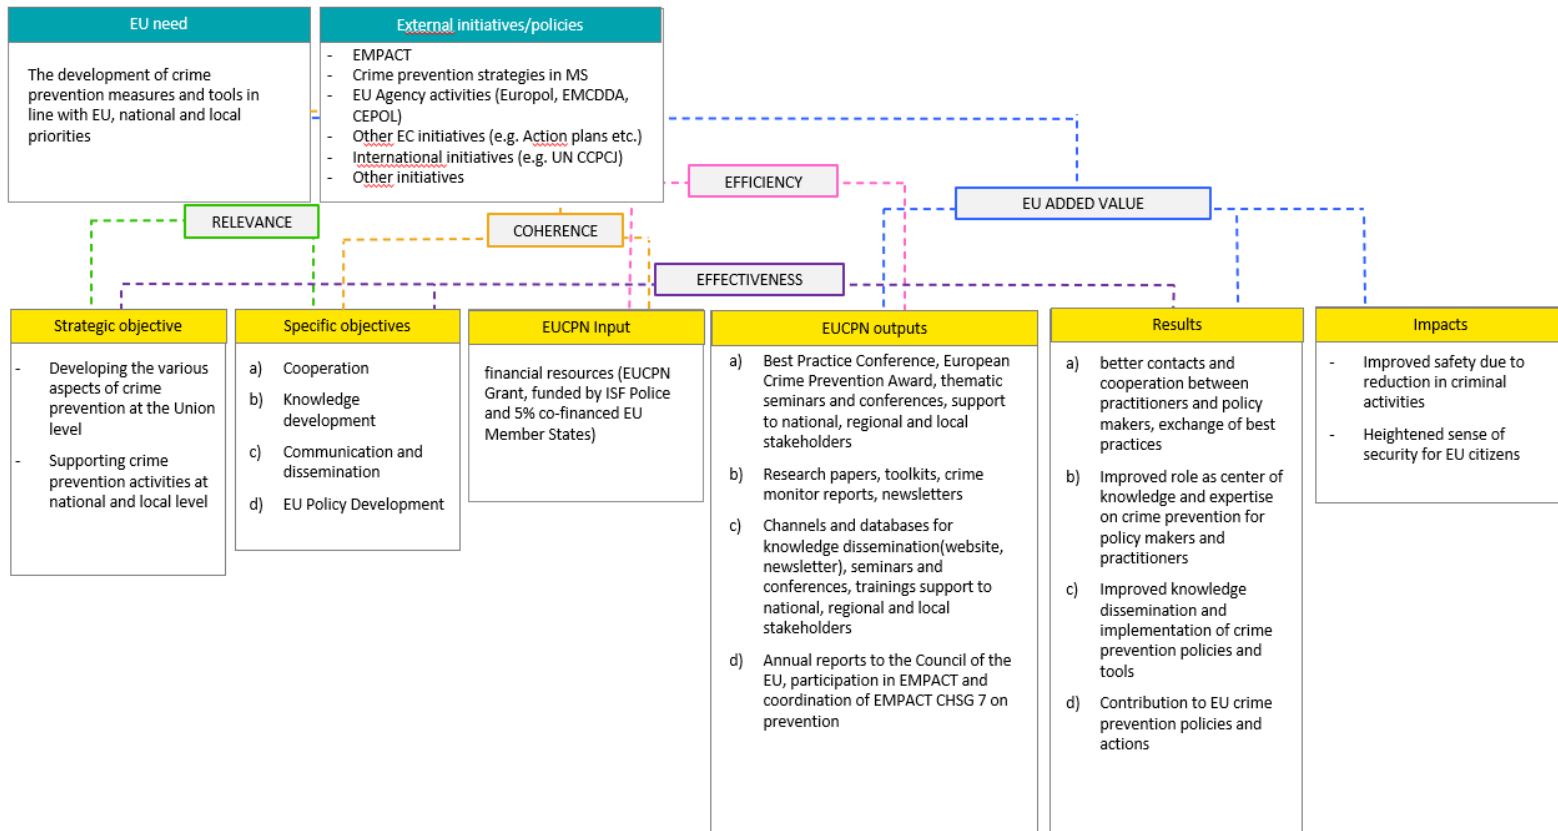 EU need
The development of crime
prevention measures and tools in
line with EU, national and local
priorities
External initiatives/policies
- EMPACT
- Crime prevention strategies in MS
- EU Agency activities (Europol, EMCDDA,
CEPOL)
- Other EC initiatives (e.g. Action plans etc.)
- International initiatives (e.g. UN CCPCJ)
- Other initiatives
EFFICIENCY
EU ADDED VALUE
RELEVANCE
COHERENCE
EFFECTIVENESS
Strategic objective
- Developing the various
aspects of crime
prevention at the Union
level
- Supporting crime
prevention activities at
national and local level
Specific objectives
a) Cooperation
b) Knowledge
development
c) Communication and
dissemination
d) EU Policy Development
EUCPN Input
financial resources (EUCPN
Grant, funded by ISF Police
and 5% co-financed EU
Member States)
EUCPN outputs
a) Best Practice Conference, European
Crime Prevention Award, thematic
seminars and conferences, support
to national, regional and local
stakeholders
b) Research papers, toolkits, crime
monitor reports, newsletters
c) Channels and databases for
knowledge dissemination(website,
newsletter), seminars and
conferences, trainings support to
national, regional and local
stakeholders
d) Annual reports to the Council of the
EU, participation in EMPACT and
coordination of EMPACT CHSG 7 on
prevention
Results
a) better contacts and
cooperation between
practitioners and policy
makers, exchange of best
practices
b) Improved role as center of
knowledge and expertise
on crime prevention for
policy makers and
practitioners
c) Improved knowledge
dissemination and
implementation of crime
prevention policies and
tools
d) Contribution to EU crime
prevention policies and
actions
Impacts
- Improved safety due to
reduction in criminal
activities
- Heightened sense of
security for EU citizens